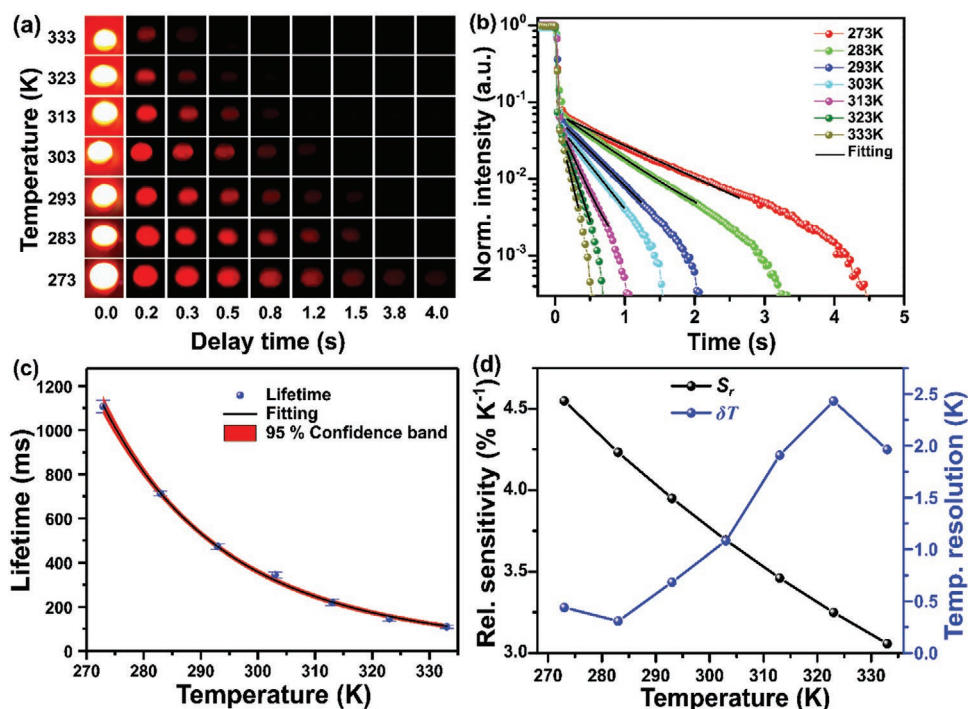 (a)
333
323
313
303
293
283
273
Temperature (K)
0.0 0.2 0.3 0.5 0.8 1.2 1.5 3.8 4.0
Delay time (s)
(b)
10⁰
10⁻¹
10⁻²
10⁻³
Norm. intensity (a.u.)
273K
283K
293K
303K
313K
323K
333K
Fitting
0 1 2 3 4 5
Time (s)
(c)
1200
1000
800
600
400
200
0
Lifetime (ms)
Lifetime
Fitting
95 % Confidence band
270 280 290 300 310 320 330
Temperature (K)
(d)
4.5
4.0
3.5
3.0
Rel. sensitivity (% K⁻¹)
Sᵣ
δT
2.5
2.0
1.5
1.0
0.5
0.0
Temp. resolution (K)
270 280 290 300 310 320 330
Temperature (K)